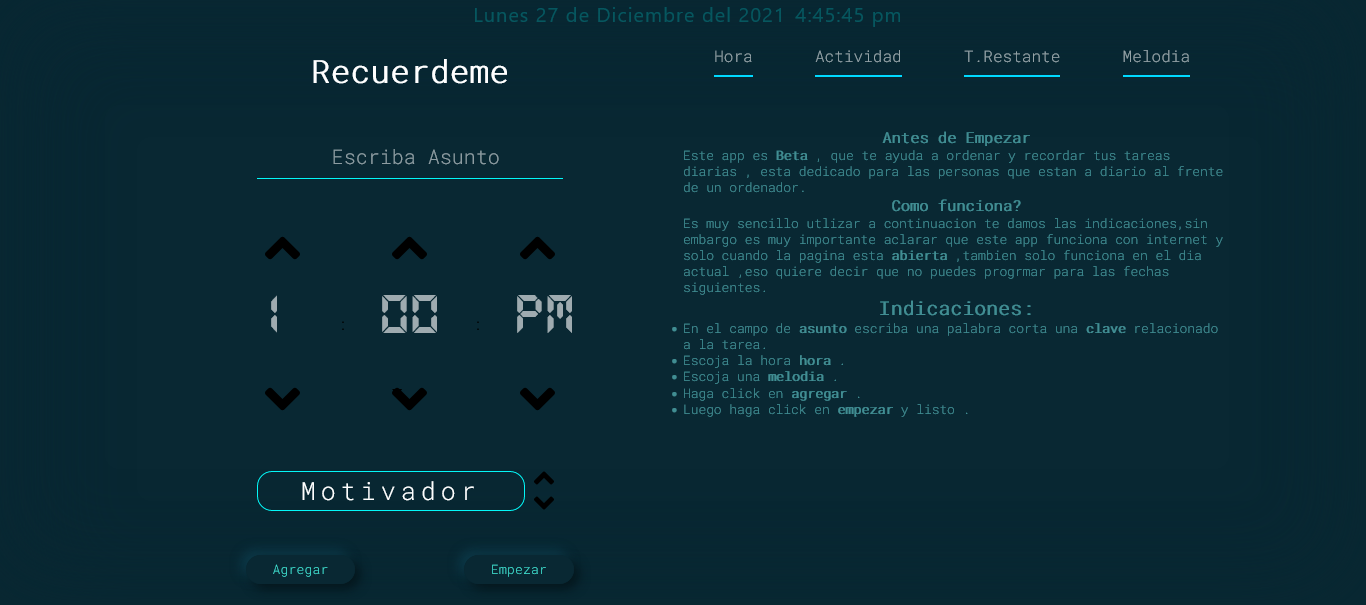 Lunes 27 de Diciembre del 2021 4:45:45 pm
Recuerdeme
Escriba Asunto
1 : 00 : PM
Motivador
Agregar Empezar
Hora Actividad T.Restante Melodia
Antes de Empezar
Este app es Beta , que te ayuda a ordenar y recordar tus tareas
diarias , esta dedicado para las personas que estan a diario al frente
de un ordenador.
Como funciona?
Es muy sencillo utlizar a continuacion te damos las indicaciones,sin
embargo es muy importante aclarar que este app funciona con internet y
solo cuando la pagina esta abierta ,tambien solo funciona en el dia
actual ,eso quiere decir que no puedes progrmar para las fechas
siguientes.
Indicaciones:
• En el campo de asunto escriba una palabra corta una clave relacionado
a la tarea.
• Escoja la hora hora .
• Escoja una melodia .
• Haga click en agregar .
• Luego haga click en empezar y listo .